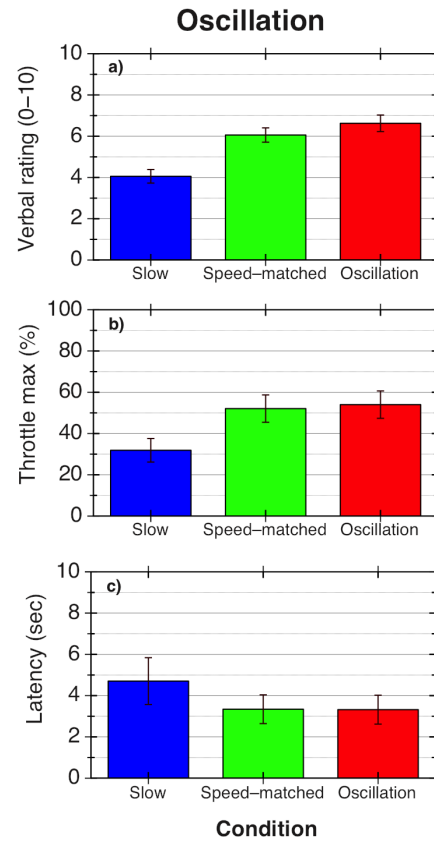 Oscillation
a)
Verbal rating (0–10)
10
8
6
4
2
0
Slow Speed–matched Oscillation
b)
Throttle max (%)
100
80
60
40
20
0
Slow Speed–matched Oscillation
c)
Latency (sec)
10
8
6
4
2
0
Slow Speed–matched Oscillation
Condition